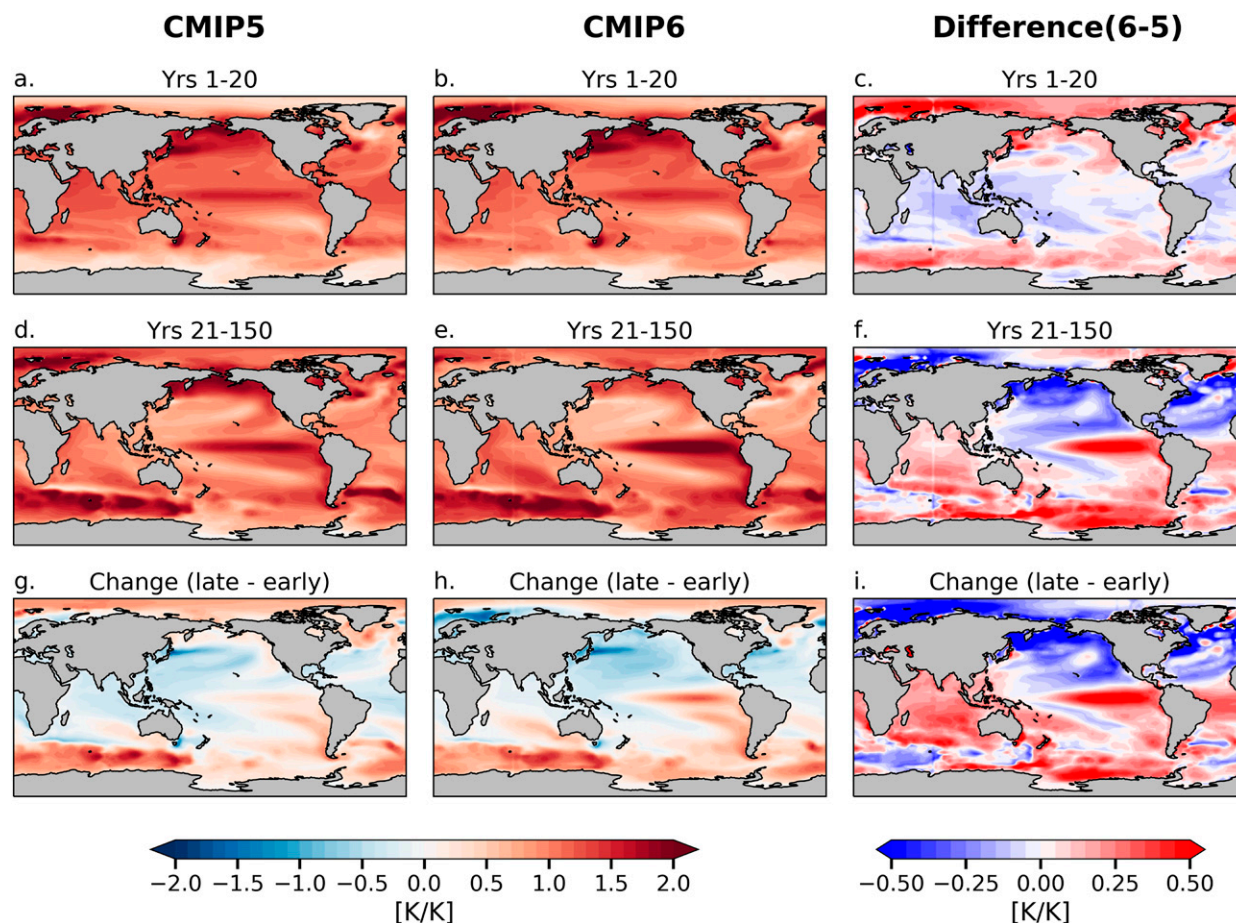 CMIP5 CMIP6 Difference(6-5)
a. Yrs 1-20 b. Yrs 1-20 c. Yrs 1-20
d. Yrs 21-150 e. Yrs 21-150 f. Yrs 21-150
g. Change (late - early) h. Change (late - early) i. Change (late - early)
−2.0 −1.5 −1.0 −0.5 0.0 0.5 1.0 1.5 2.0 −0.50 −0.25 0.00 0.25 0.50
[K/K] [K/K]